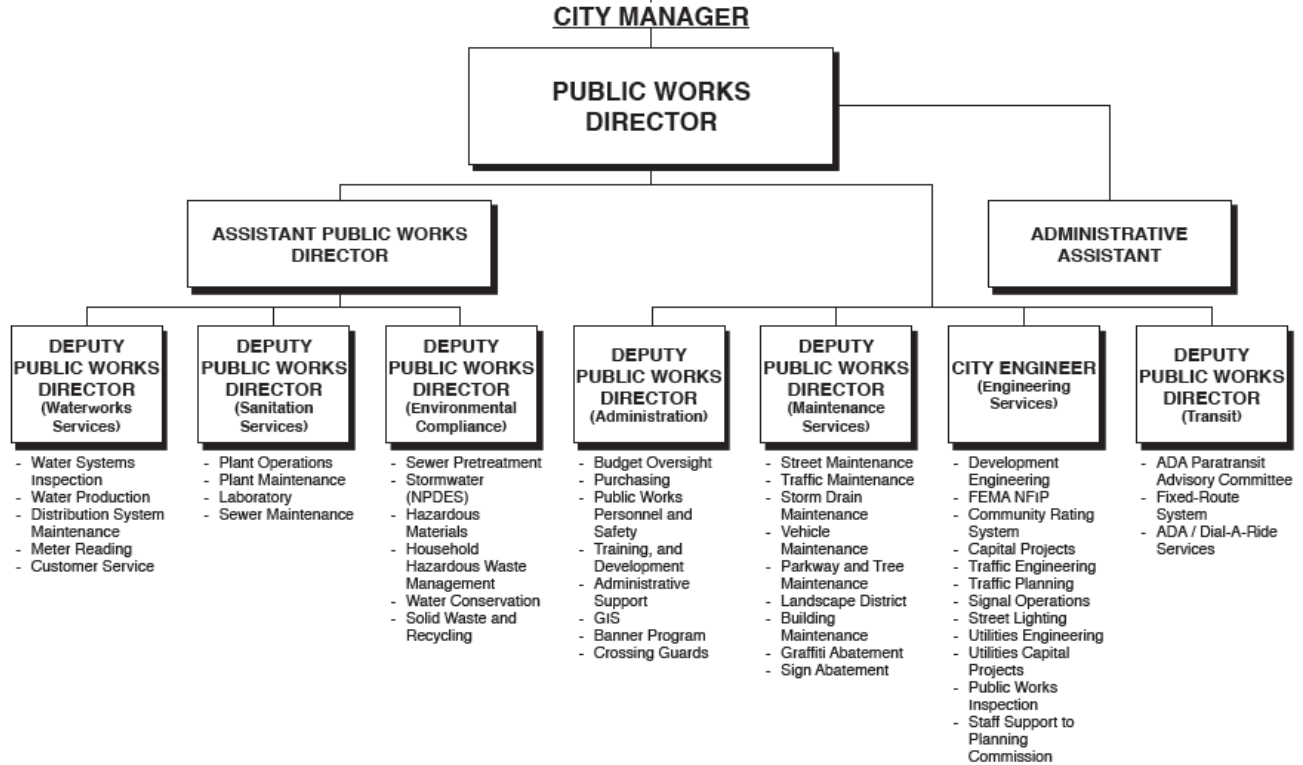 CITY MANAGER
PUBLIC WORKS
DIRECTOR
ASSISTANT PUBLIC WORKS
DIRECTOR
ADMINISTRATIVE
ASSISTANT
DEPUTY
PUBLIC WORKS
DIRECTOR
(Waterworks
Services)
- Water Systems
Inspection
- Water Production
- Distribution System
Maintenance
- Meter Reading
- Customer Service
DEPUTY
PUBLIC WORKS
DIRECTOR
(Sanitation
Services)
- Plant Operations
- Plant Maintenance
- Laboratory
- Sewer Maintenance
DEPUTY
PUBLIC WORKS
DIRECTOR
(Environmental
Compliance)
- Sewer Pretreatment
- Stormwater
(NPDES)
- Hazardous
Materials
- Household
Hazardous Waste
Management
- Water Conservation
- Solid Waste and
Recycling
DEPUTY
PUBLIC WORKS
DIRECTOR
(Administration)
- Budget Oversight
- Purchasing
- Public Works
Personnel and
Safety
- Training, and
Development
- Administrative
Support
- GIS
- Banner Program
- Crossing Guards
DEPUTY
PUBLIC WORKS
DIRECTOR
(Maintenance
Services)
- Street Maintenance
- Traffic Maintenance
- Storm Drain
Maintenance
- Vehicle
Maintenance
- Parkway and Tree
Maintenance
- Landscape District
- Building
Maintenance
- Graffiti Abatement
- Sign Abatement
CITY ENGINEER
(Engineering
Services)
- Development
Engineering
- FEMA NFIP
- Community Rating
System
- Capital Projects
- Traffic Engineering
- Traffic Planning
- Signal Operations
- Street Lighting
- Utilities Engineering
- Utilities Capital
Projects
- Public Works
Inspection
- Staff Support to
Planning
Commission
DEPUTY
PUBLIC WORKS
DIRECTOR
(Transit)
- ADA Paratransit
Advisory Committee
- Fixed-Route
System
- ADA / Dial-A-Ride
Services